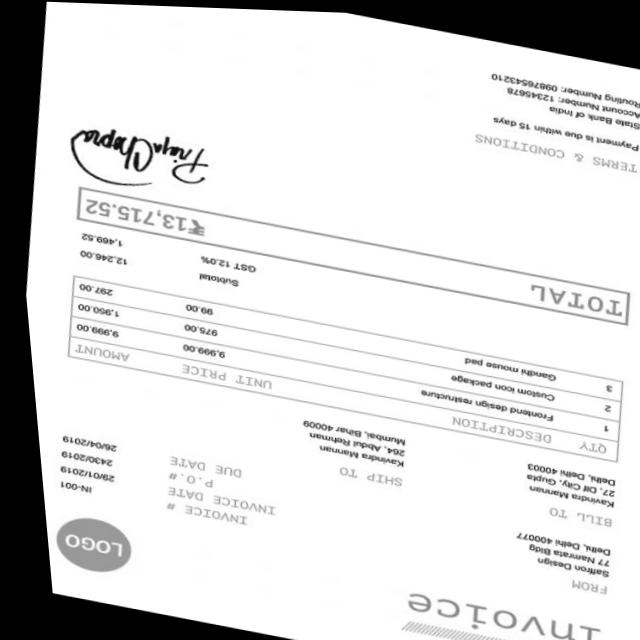 Invoice
LOGO
FROM
Saffron Design
77 Namrata Bldg
Delhi, Delhi 400077
BILL TO
Kavindra Mannan
27, Dlf City, Gupta
Delhi, Delhi 40003
SHIP TO
Kavindra Mannan
264, Abdul Rehman
Mumbai, Bihar 40009
INVOICE # IN-001
INVOICE DATE 29/01/2019
P.O.# 2430/2019
DUE DATE 26/04/2019
QTY DESCRIPTION UNIT PRICE AMOUNT
1 Frontend design restructure 9,999.00 9,999.00
2 Custom icon package 975.00 1,950.00
3 Gandhi mouse pad 99.00 297.00
Subtotal 12,246.00
GST 12.0% 1,469.52
TOTAL ₹13,715.52
Priya Chopra
TERMS & CONDITIONS
Payment is due within 15 days
State Bank of India
Account Number: 12345678
Routing Number: 09876543210